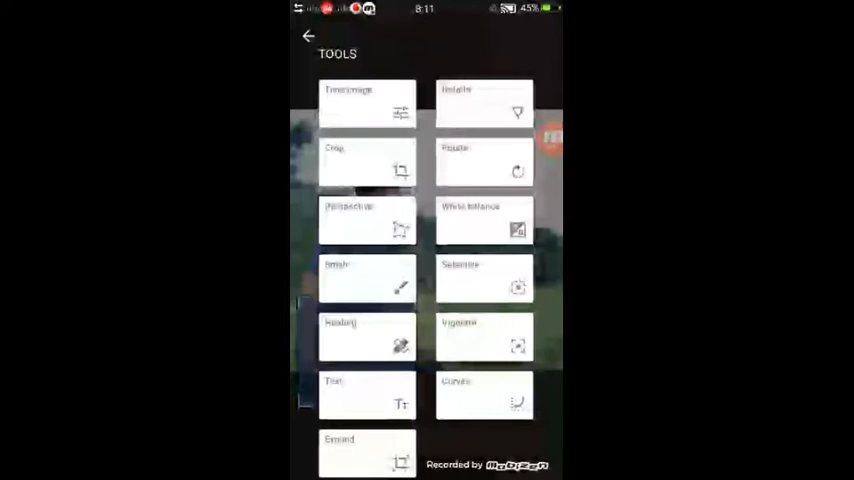 8:11
45%
TOOLS
Tune image
Details
Crop
Rotate
Perspective
White balance
Brush
Selective
Healing
Vignette
Text
Curves
Expand
Recorded by Mobizen